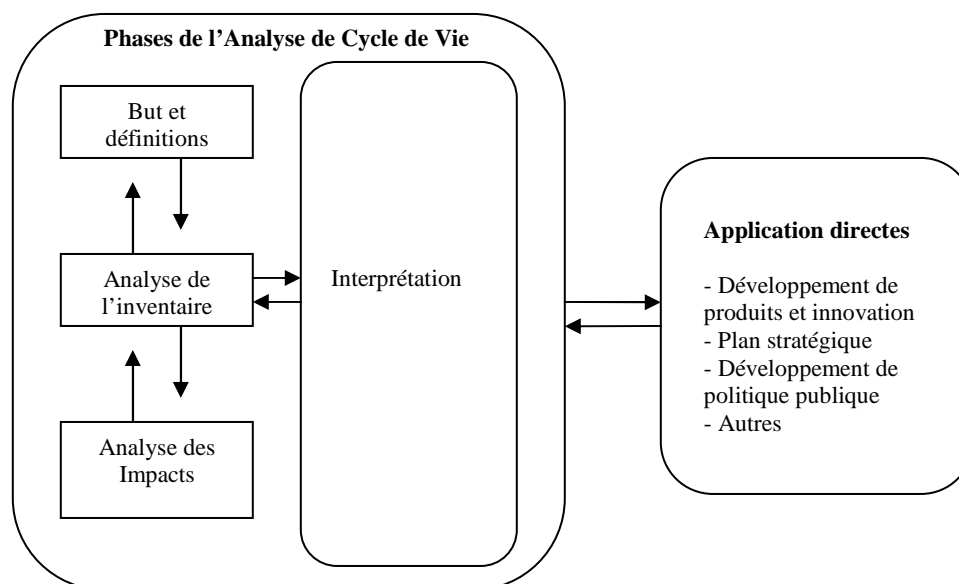 Phases de l’Analyse de Cycle de Vie
But et
définitions
Analyse de
l’inventaire
Analyse des
Impacts
Interprétation
Application directes
- Développement de
produits et innovation
- Plan stratégique
- Développement de
politique publique
- Autres